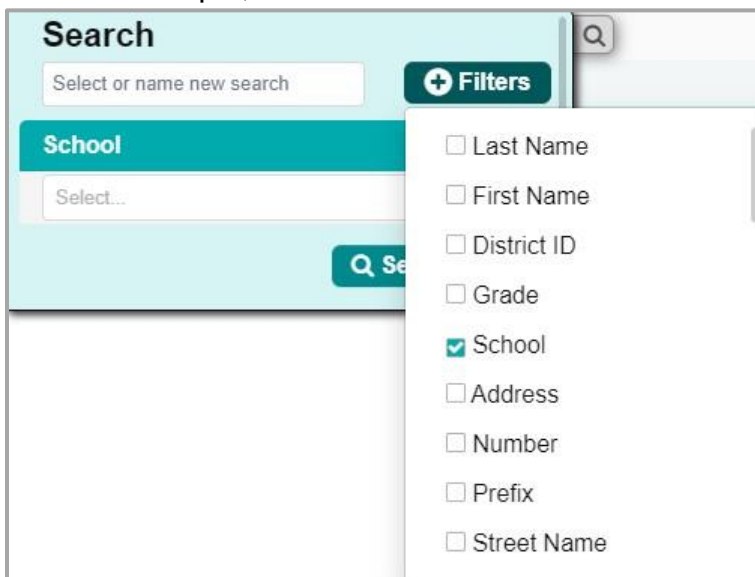 Search
Select or name new search
Filters
School
Select...
Last Name
First Name
District ID
Grade
School
Address
Number
Prefix
Street Name